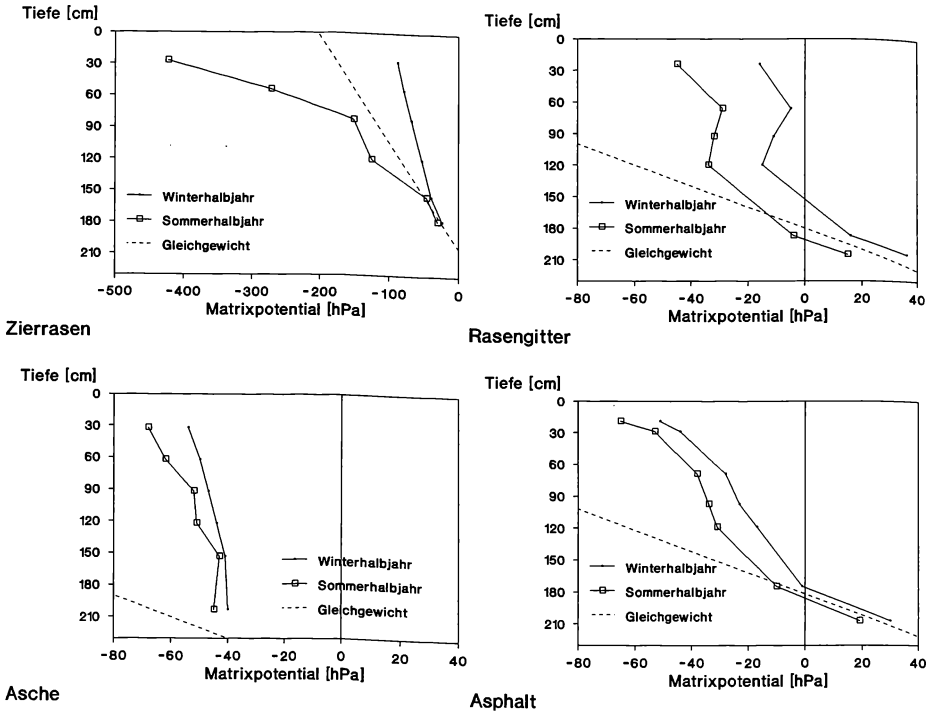 Tiefe [cm]
0
30
60
90
120
150
180
210
Winterhalbjahr
Sommerhalbjahr
Gleichgewicht
-500 -400 -300 -200 -100 0
Matrixpotential [hPa]
Zierrasen
Tiefe [cm]
0
30
60
90
120
150
180
210
Winterhalbjahr
Sommerhalbjahr
Gleichgewicht
-80 -60 -40 -20 0 20 40
Matrixpotential [hPa]
Rasengitter
Tiefe [cm]
0
30
60
90
120
150
180
210
Winterhalbjahr
Sommerhalbjahr
Gleichgewicht
-80 -60 -40 -20 0 20 40
Matrixpotential [hPa]
Asche
Tiefe [cm]
0
30
60
90
120
150
180
210
Winterhalbjahr
Sommerhalbjahr
Gleichgewicht
-80 -60 -40 -20 0 20 40
Matrixpotential [hPa]
Asphalt